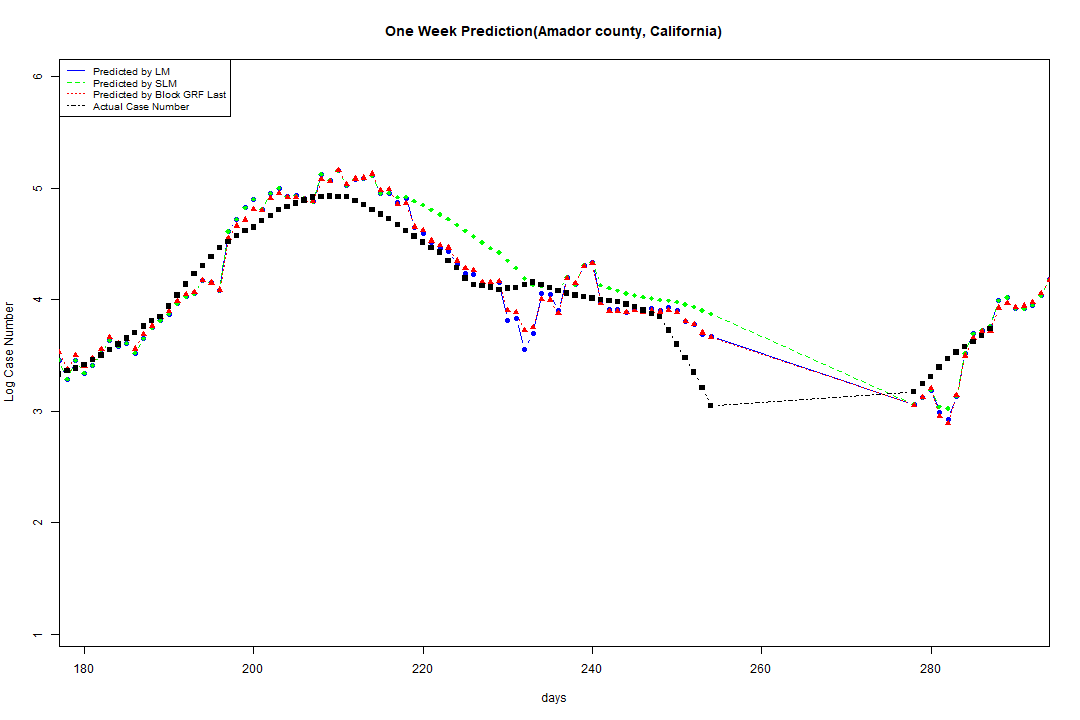 One Week Prediction(Amador county, California)
Predicted by LM
Predicted by SLM
Predicted by Block GRF Last
Actual Case Number
6
5
4
3
2
1
Log Case Number
180 200 220 240 260 280
days